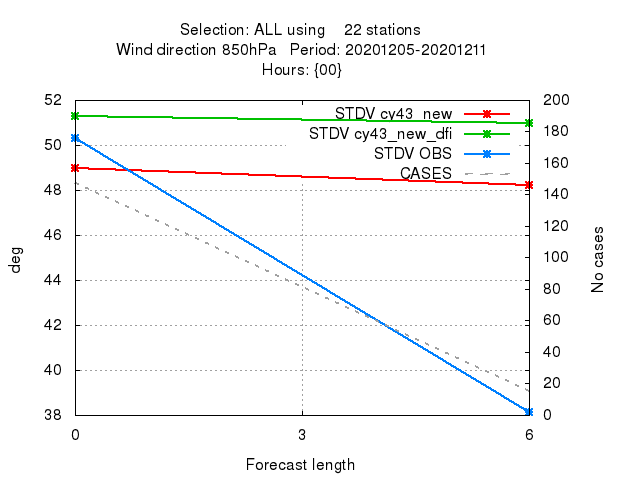 Selection: ALL using    22 stations
Wind direction 850hPa   Period: 20201205-20201211
Hours: {00}
52
50
48
46
44
42
40
38
200
180
160
140
120
100
80
60
40
20
0
STDV cy43_new
STDV cy43_new_dfi
STDV OBS
CASES
deg
No cases
0
3
6
Forecast length